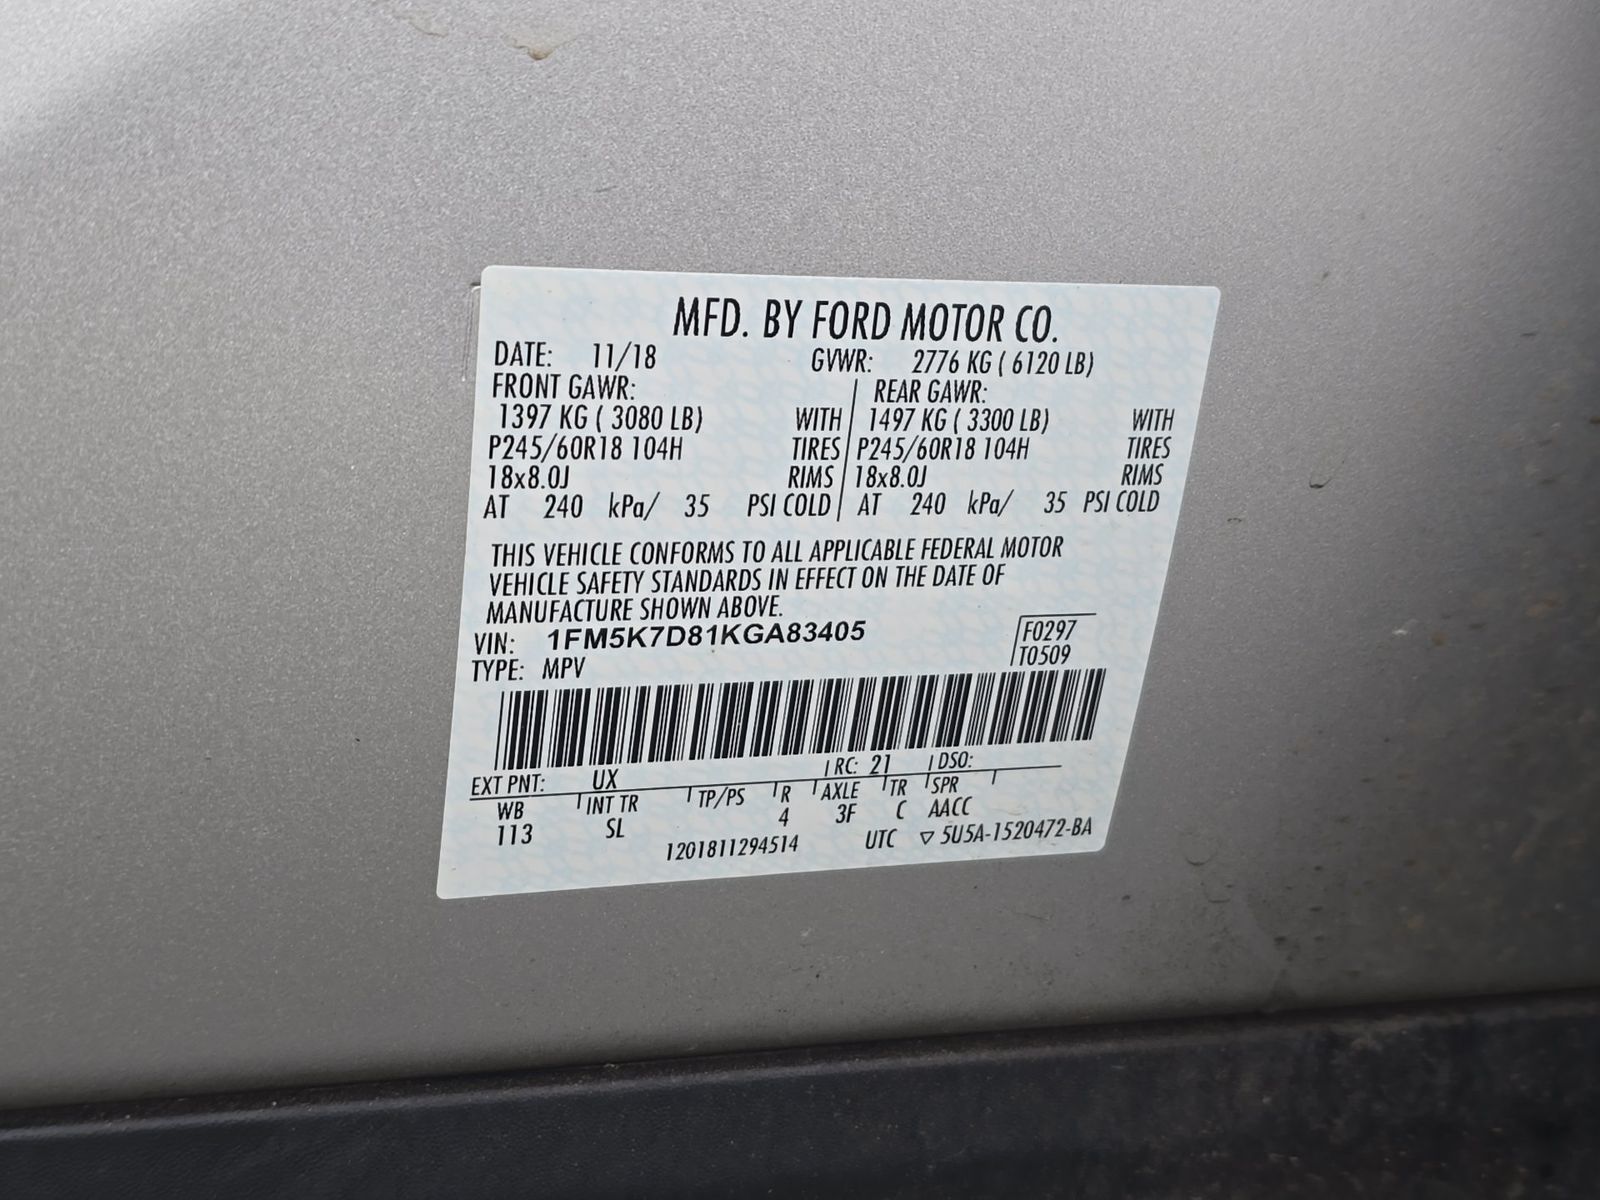 MFD. BY FORD MOTOR CO.
DATE: 11/18 GVWR: 2776 KG ( 6120 LB)
FRONT GAWR: REAR GAWR:
1397 KG ( 3080 LB) WITH 1497 KG ( 3300 LB) WITH
P245/60R18 104H TIRES P245/60R18 104H TIRES
18x8.0J RIMS 18x8.0J RIMS
AT 240 kPa/ 35 PSI COLD AT 240 kPa/ 35 PSI COLD
THIS VEHICLE CONFORMS TO ALL APPLICABLE FEDERAL MOTOR
VEHICLE SAFETY STANDARDS IN EFFECT ON THE DATE OF
MANUFACTURE SHOWN ABOVE.
VIN: 1FM5K7D81KGA83405 F0297
TYPE: MPV T0509
EXT PNT: UX RC: 21 DSO:
WB INT TR TP/PS R AXLE TR SPR
113 SL 4 3F C AACC
1201811294514 UTC ▽ 5U5A-1520472-BA